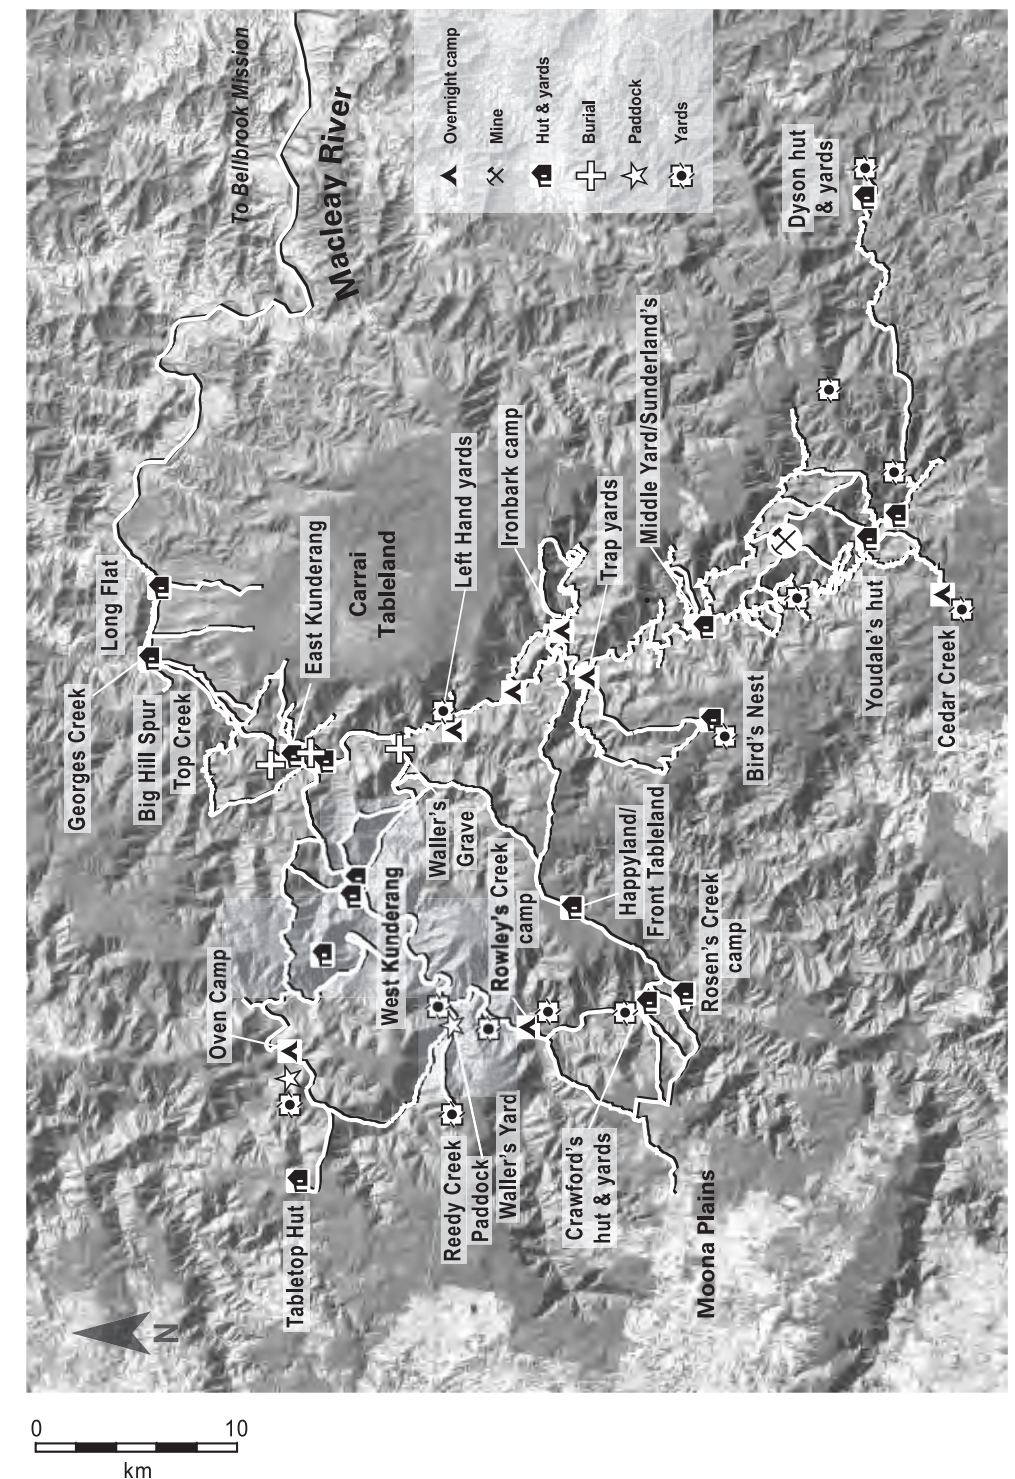 To Bellbrook Mission
Macleay River
Overnight camp
Mine
Hut & yards
Burial
Paddock
Yards
Dyson hut
& yards
Long Flat
Georges Creek
Big Hill Spur
Top Creek
East Kunderang
Carrai
Tableland
Left Hand yards
Ironbark camp
Trap yards
Middle Yard/Sunderland's
Youdale's hut
Cedar Creek
Bird's Nest
Waller's
Grave
Happyland/
Front Tableland
Rowley's Creek
camp
Rosen's Creek
camp
West Kunderang
Oven Camp
Tabletop Hut
Reedy Creek
Paddock
Waller's Yard
Crawford's
hut & yards
Moona Plains
N
0 10
km